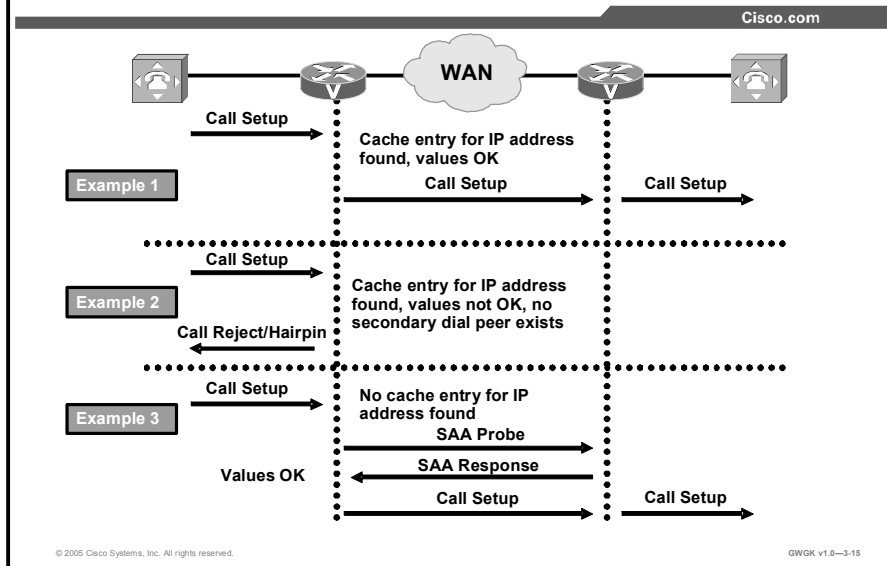 Cisco.com
WAN
V
V
Call Setup
Cache entry for IP address
found, values OK
Example 1
Call Setup
Call Setup
Call Setup
Cache entry for IP address
found, values not OK, no
secondary dial peer exists
Example 2
Call Reject/Hairpin
Call Setup
No cache entry for IP
address found
Example 3
SAA Probe
SAA Response
Values OK
Call Setup
Call Setup
© 2005 Cisco Systems, Inc. All rights reserved.
GWGK v1.0—3-15